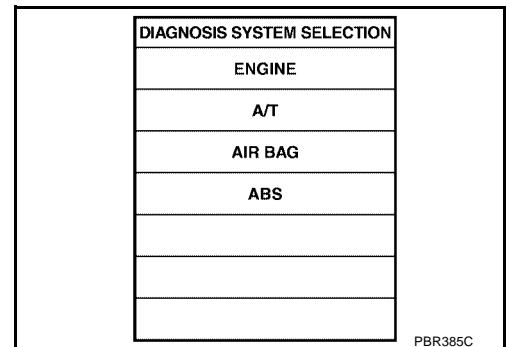 DIAGNOSIS SYSTEM SELECTION
ENGINE
A/T
AIR BAG
ABS
PBR385C